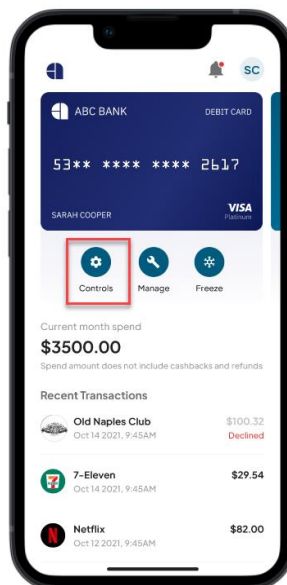 SC
ABC BANK
DEBIT CARD
53** **** **** 2617
SARAH COOPER
VISA
Platinum
Controls
Manage
Freeze
Current month spend
$3500.00
Spend amount does not include cashbacks and refunds
Recent Transactions
Old Naples Club
$100.32
Oct 14 2021, 9:45AM
Declined
7-Eleven
$29.54
Oct 14 2021, 9:45AM
Netflix
$82.00
Oct 12 2021, 9:45AM